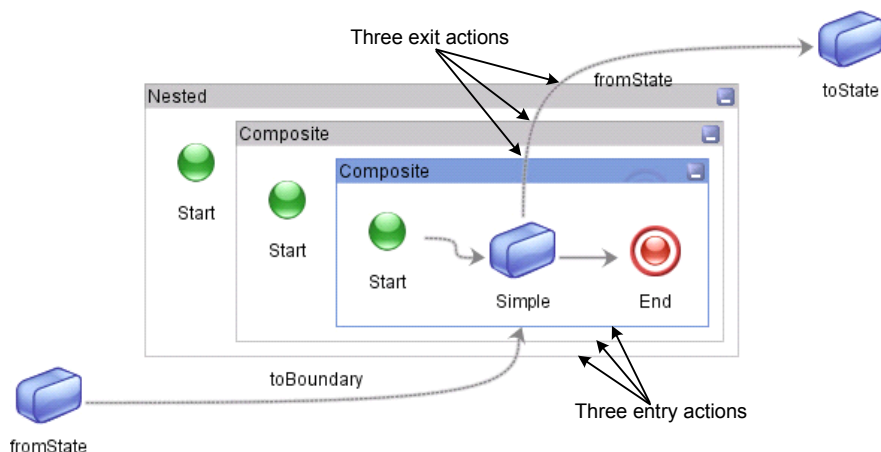 Three exit actions
fromState
toState
Nested
Composite
Composite
Start
Start
Start
Simple
End
toBoundary
Three entry actions
fromState